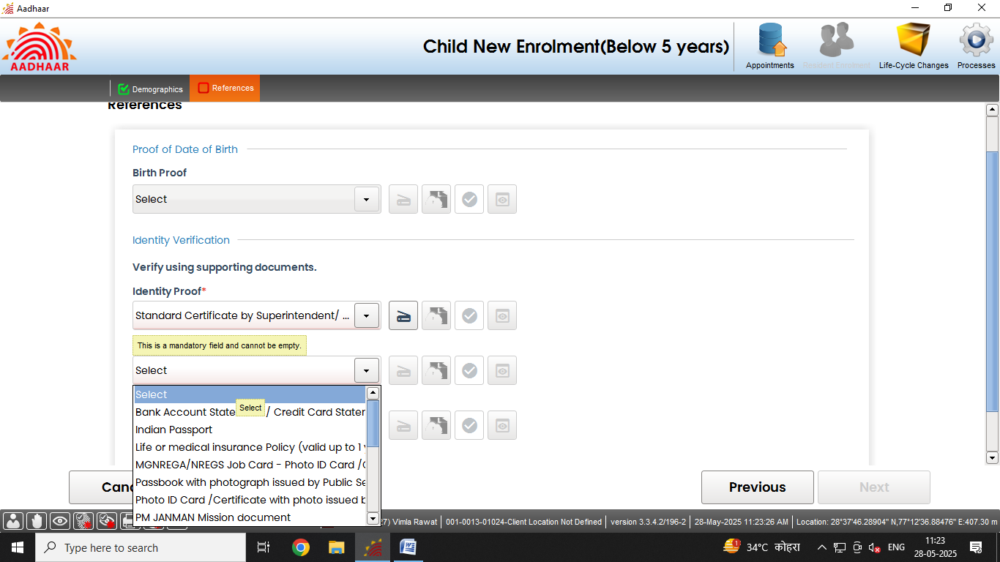 Aadhaar
AADHAAR
Child New Enrolment(Below 5 years)
Appointments
Resident Enrolment
Life-Cycle Changes
Processes
Demographics
References
References
Proof of Date of Birth
Birth Proof
Select
Identity Verification
Verify using supporting documents.
Identity Proof*
Standard Certificate by Superintendent/ ...
This is a mandatory field and cannot be empty.
Select
Select
Select
Bank Account State / Credit Card Stater
Indian Passport
Life or medical insurance Policy (valid up to 1
MGNREGA/NREGS Job Card - Photo ID Card /
Passbook with photograph issued by Public Se
Photo ID Card /Certificate with photo issued b
PM JANMAN Mission document
Canc
Previous
Next
27) Vimla Rawat
001-0013-01024-Client Location Not Defined
version 3.3.4.2/196-2
28-May-2025 11:23:26 AM
Location: 28°37'46.28904" N,77°12'36.88476" E:407.30 m
Type here to search
34°C कोहरा
ENG
11:23
28-05-2025